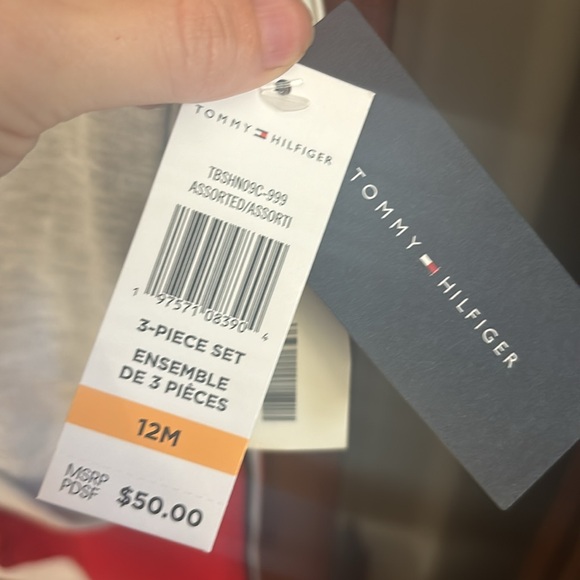 TOMMY HILFIGER
TBSHN09C-999
ASSORTED/ASSORTI
1 97571 08390 4
3-PIECE SET
ENSEMBLE
DE 3 PIÈCES
12M
MSRP
PDSF
$50.00
TOMMY HILFIGER